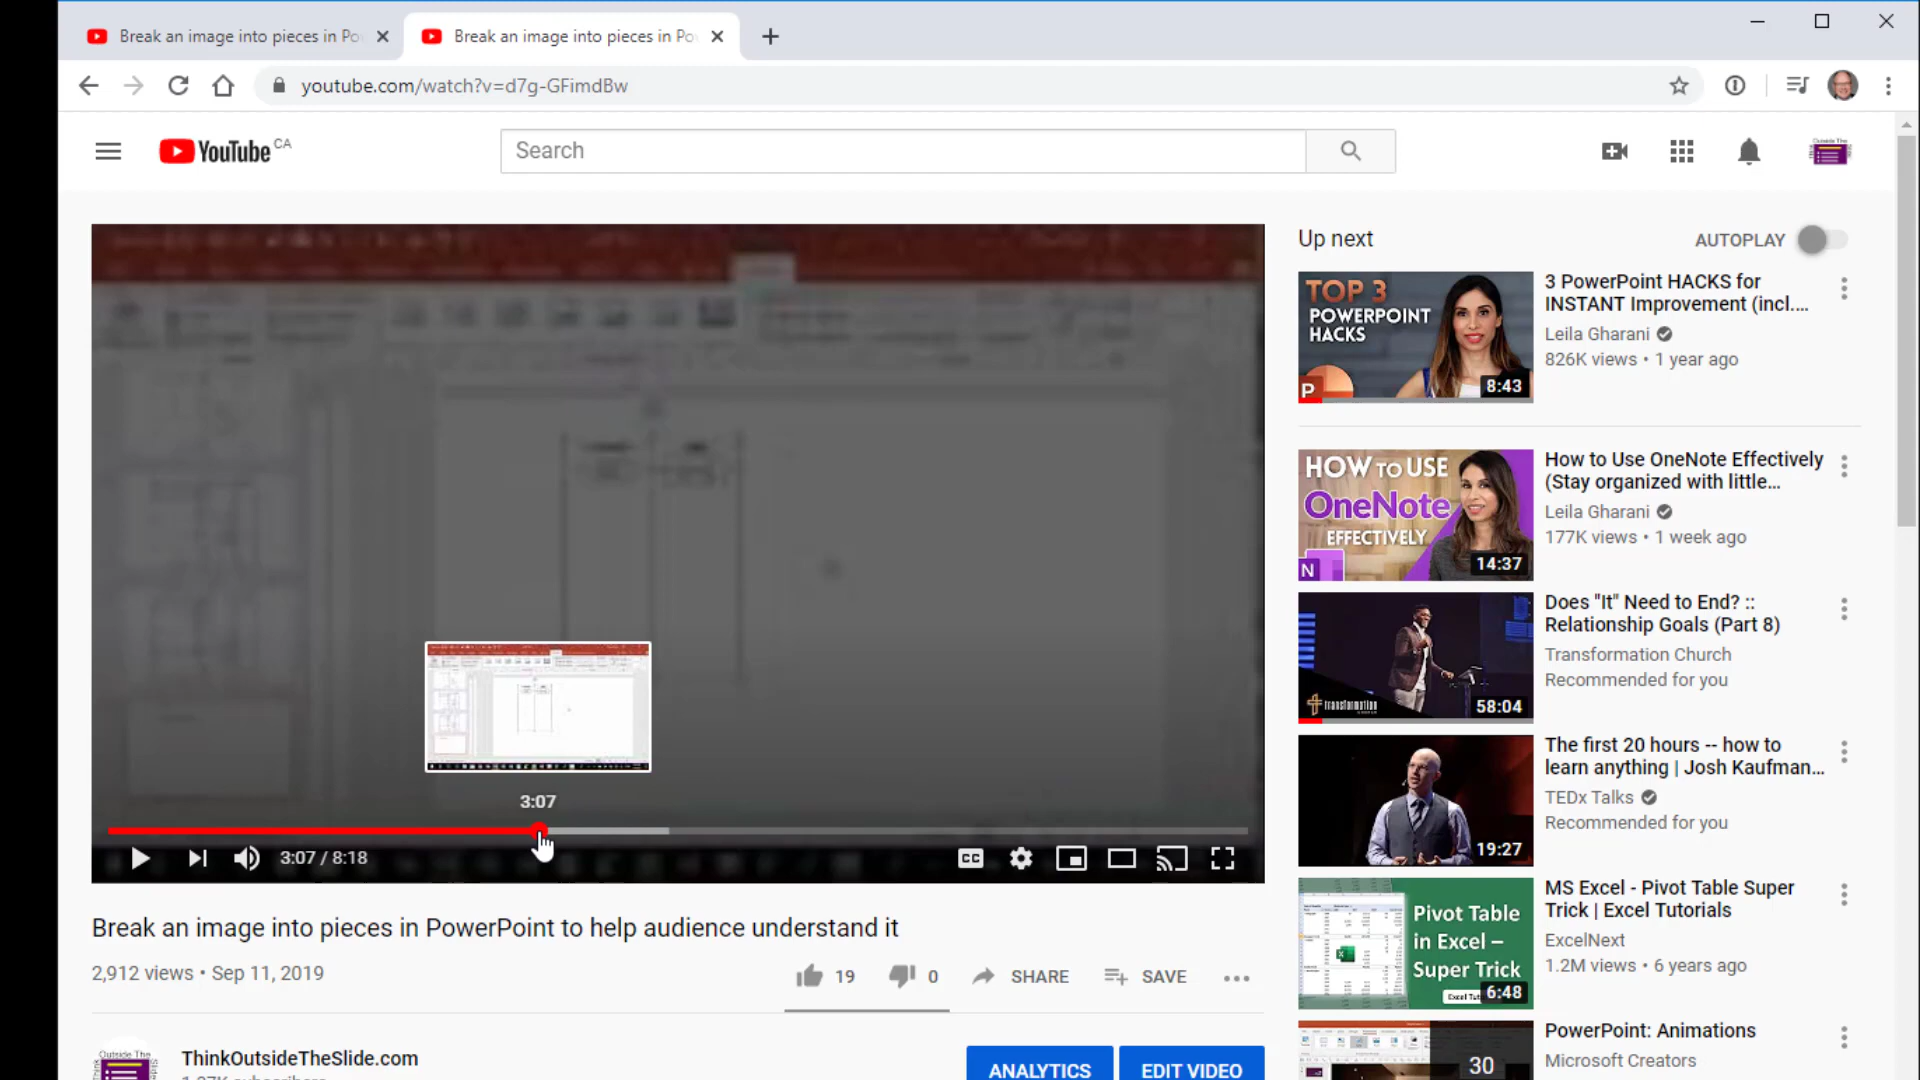 Break an image into pieces in Po
Break an image into pieces in Po
youtube.com/watch?v=d7g-GFimdBw
YouTube CA
Search
Up next
AUTOPLAY
TOP 3
POWERPOINT
HACKS
P
8:43
3 PowerPoint HACKS for
INSTANT Improvement (incl....
Leila Gharani
826K views • 1 year ago
HOW TO USE
OneNote
EFFECTIVELY
N
14:37
How to Use OneNote Effectively
(Stay organized with little...
Leila Gharani
177K views • 1 week ago
transformation
58:04
Does "It" Need to End? ::
Relationship Goals (Part 8)
Transformation Church
Recommended for you
19:27
The first 20 hours -- how to
learn anything | Josh Kaufman...
TEDx Talks
Recommended for you
Pivot Table
in Excel –
Super Trick
6:48
MS Excel - Pivot Table Super
Trick | Excel Tutorials
ExcelNext
1.2M views • 6 years ago
30
PowerPoint: Animations
Microsoft Creators
3:07
3:07 / 8:18
CC
Break an image into pieces in PowerPoint to help audience understand it
2,912 views • Sep 11, 2019
19
0
SHARE
SAVE
Outside The
ThinkOutsideTheSlide.com
ANALYTICS
EDIT VIDEO